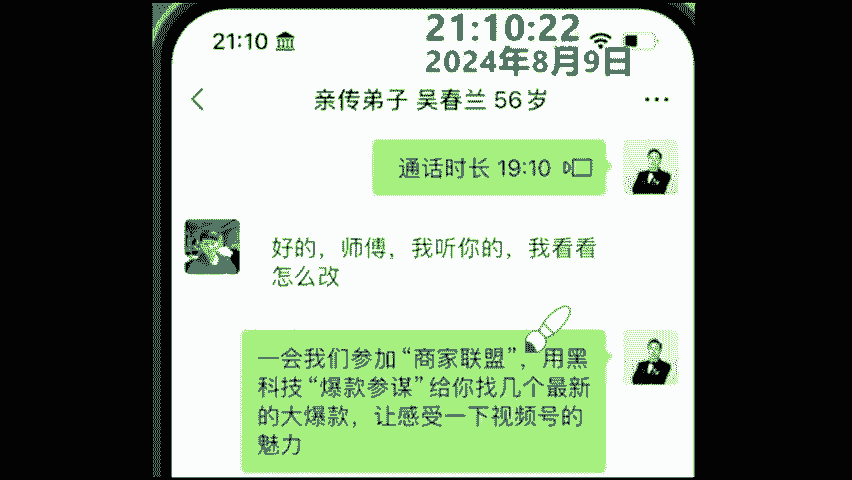 21:10
21:10:22
2024年8月9日
亲传弟子 吴春兰 56岁
通话时长 19:10
好的，师傅，我听你的，我看看
怎么改
一会我们参加“商家联盟”，用黑
科技“爆款参谋”给你找几个最新
的大爆款，让感受一下视频号的
魅力